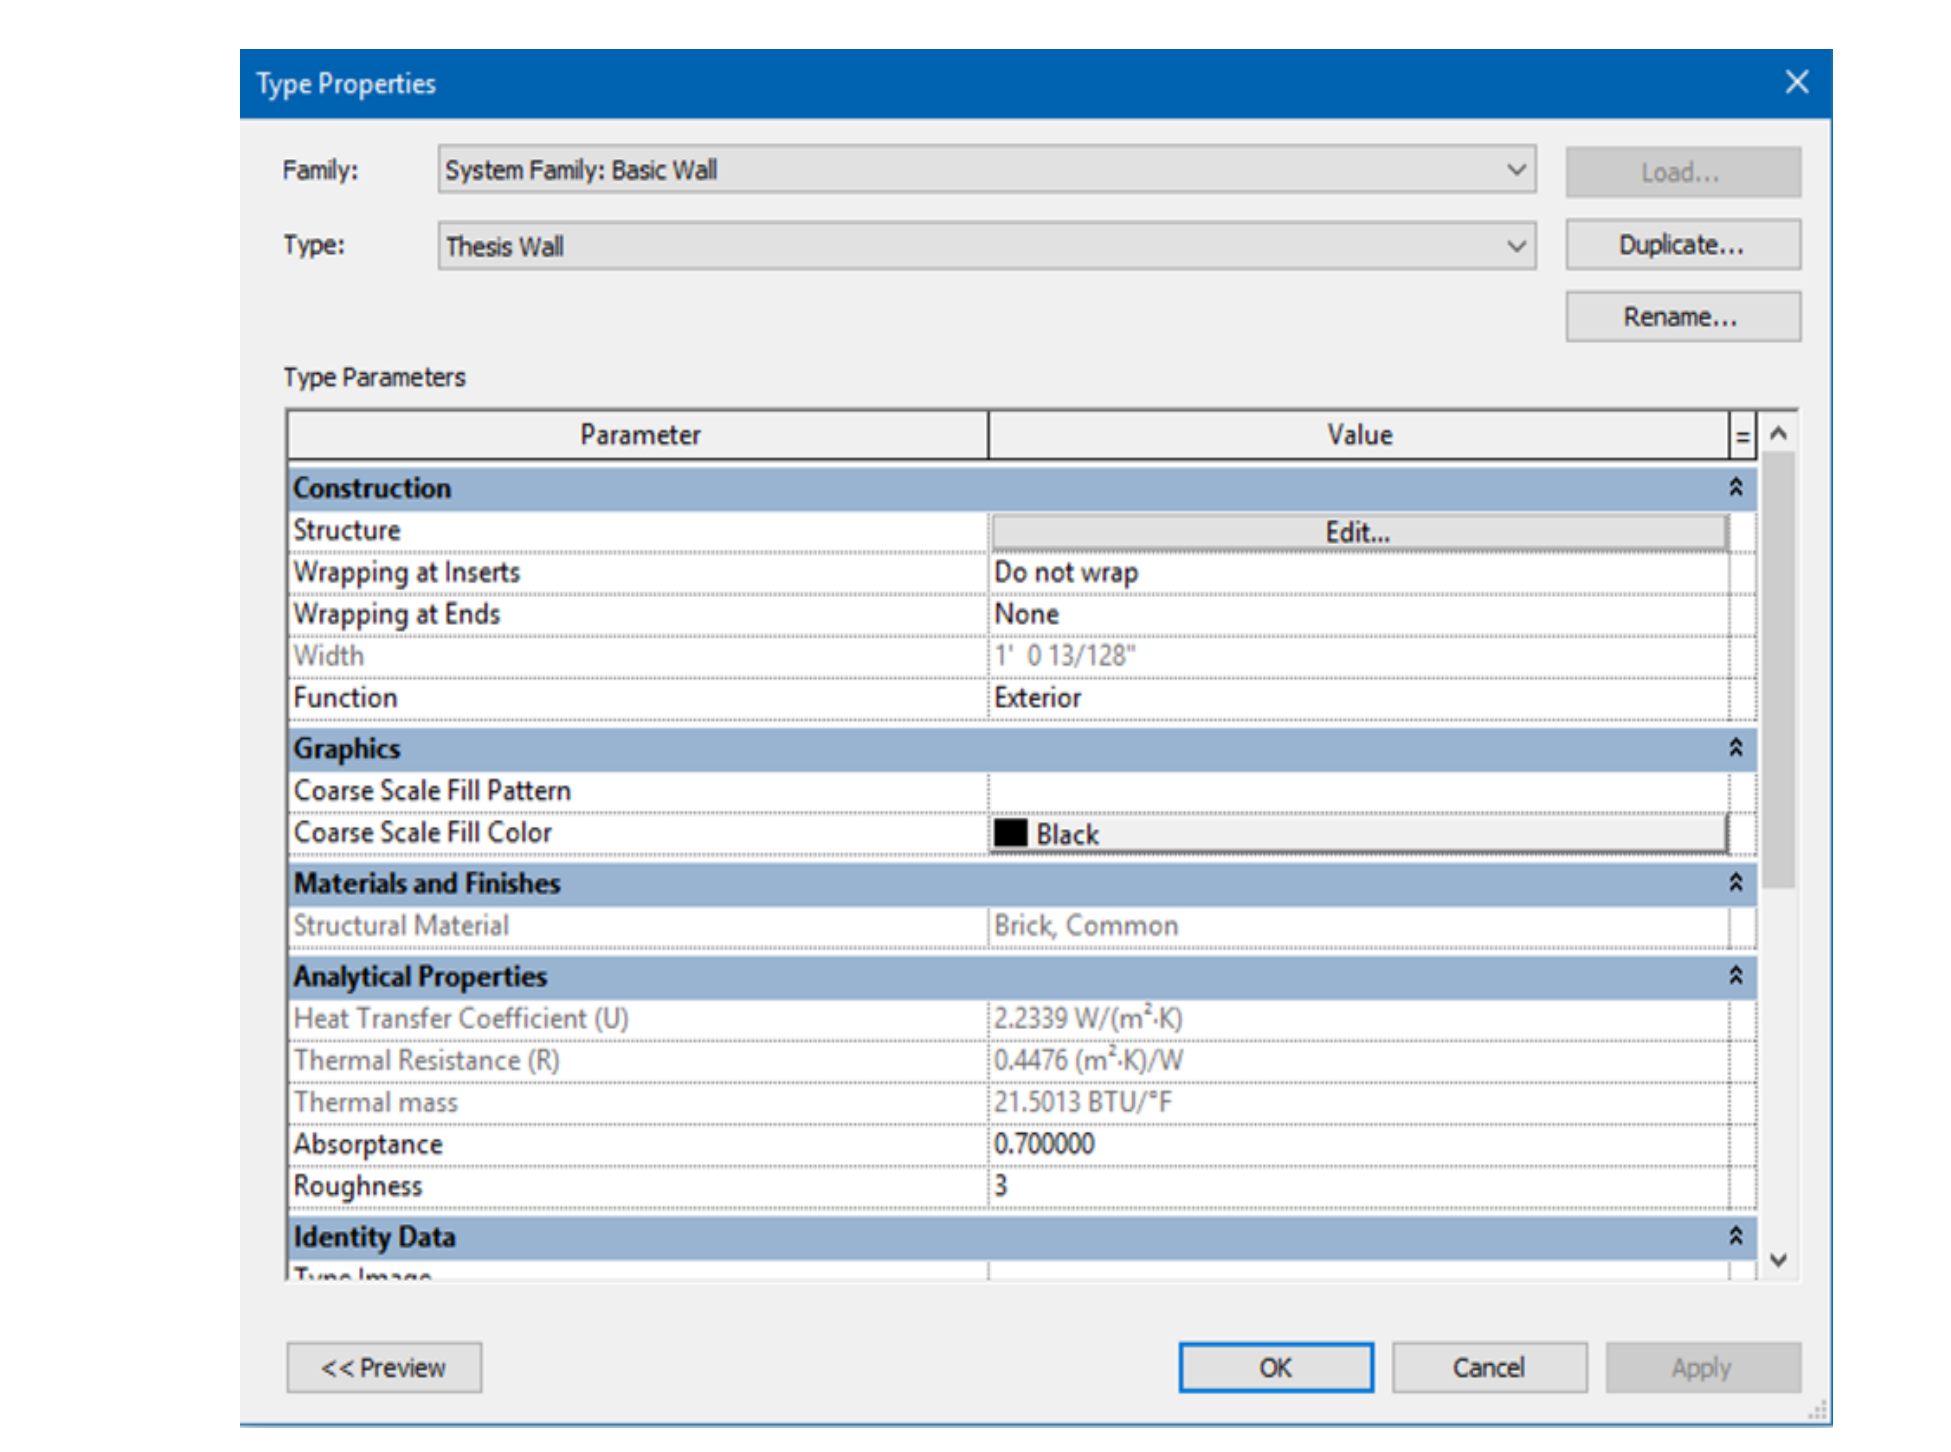 Type Properties
Family: System Family: Basic Wall Load...
Type: Thesis Wall Duplicate...
Rename...
Type Parameters
Parameter Value =
Construction
Structure Edit...
Wrapping at Inserts Do not wrap
Wrapping at Ends None
Width 1' 0 13/128"
Function Exterior
Graphics
Coarse Scale Fill Pattern
Coarse Scale Fill Color Black
Materials and Finishes
Structural Material Brick, Common
Analytical Properties
Heat Transfer Coefficient (U) 2.2339 W/(m²·K)
Thermal Resistance (R) 0.4476 (m²·K)/W
Thermal mass 21.5013 BTU/°F
Absorptance 0.700000
Roughness 3
Identity Data
Type Image
<< Preview OK Cancel Apply